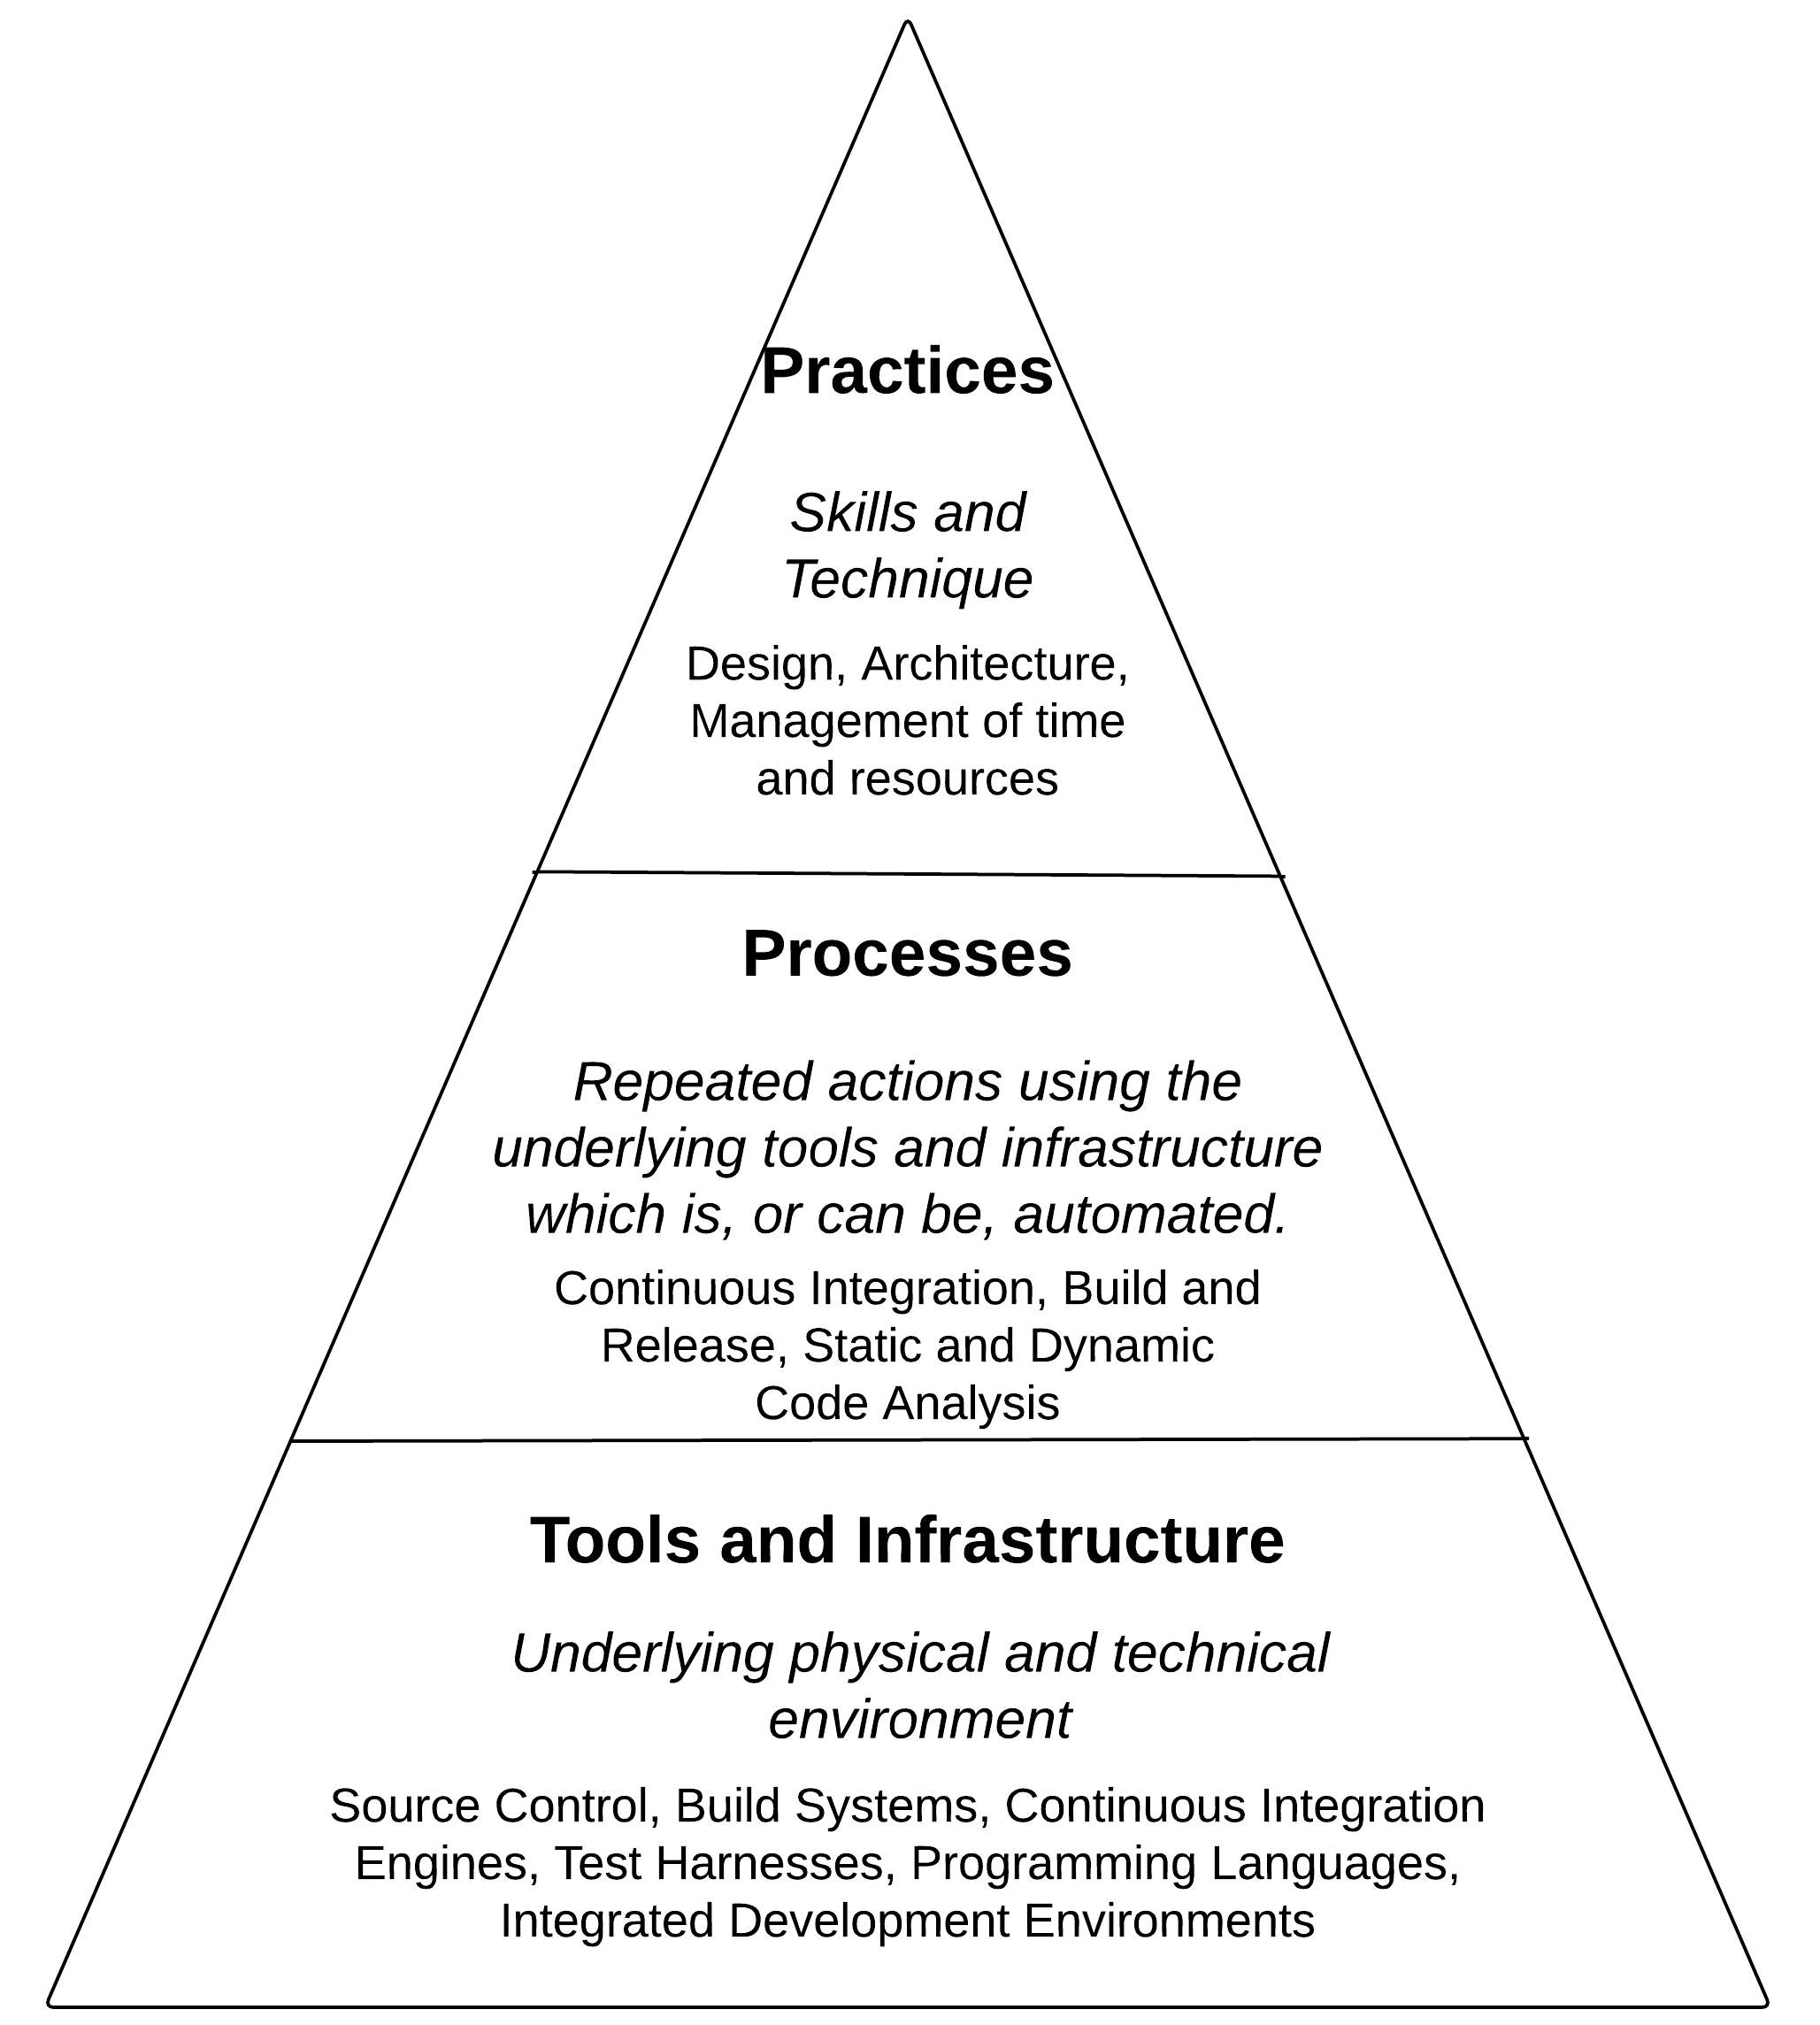 Practices
Skills and
Technique
Design, Architecture,
Management of time
and resources
Processes
Repeated actions using the
underlying tools and infrastructure
which is, or can be, automated.
Continuous Integration, Build and
Release, Static and Dynamic
Code Analysis
Tools and Infrastructure
Underlying physical and technical
environment
Source Control, Build Systems, Continuous Integration
Engines, Test Harnesses, Programming Languages,
Integrated Development Environments